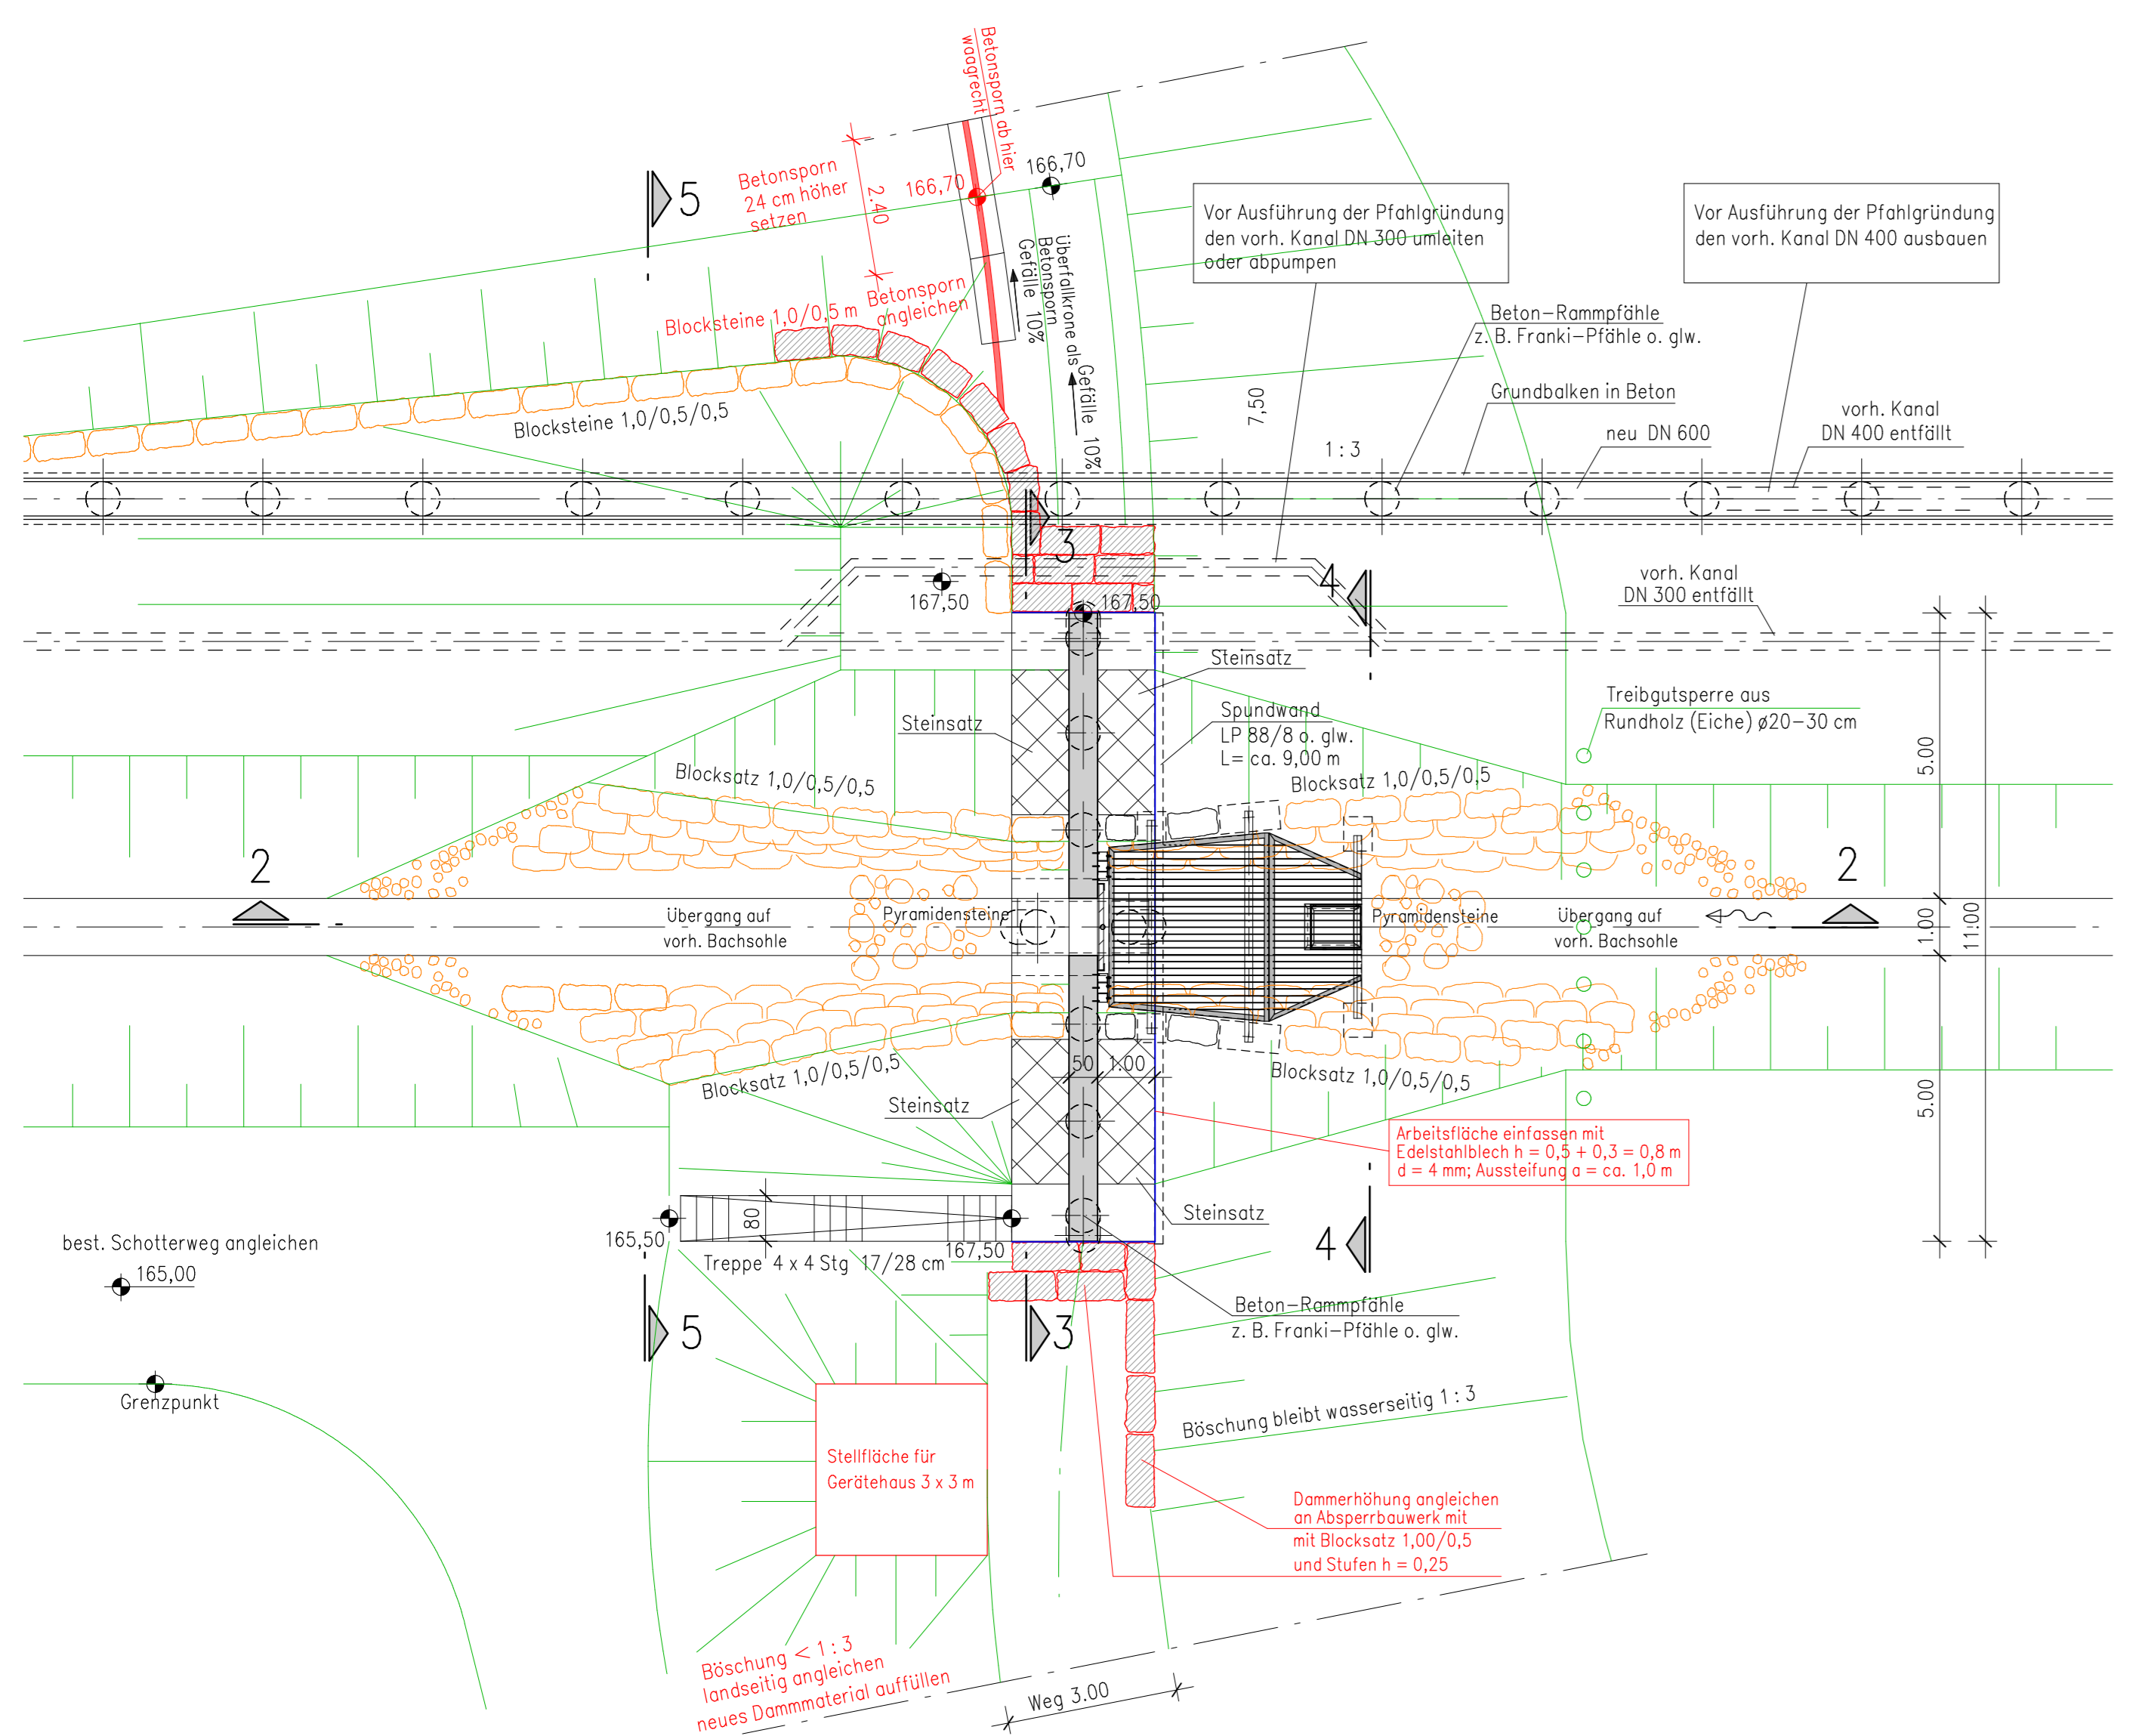 Betonsporn ab hier
waagrecht
Betonsporn
24 cm höher
setzen
2.40
166,70
166,70
5
Vor Ausführung der Pfahlgründung
den vorh. Kanal DN 300 umleiten
oder abpumpen
Vor Ausführung der Pfahlgründung
den vorh. Kanal DN 400 ausbauen
Überfallkrone als
Betonsporn
Gefälle 10%
Gefälle 10%
Betonsporn
angleichen
Blocksteine 1,0/0,5 m
Blocksteine 1,0/0,5/0,5
Beton-Rammpfähle
z. B. Franki-Pfähle o. glw.
Grundbalken in Beton
7,50
1:3
neu DN 600
vorh. Kanal
DN 400 entfällt
3
4
167,50
167,50
vorh. Kanal
DN 300 entfällt
Steinsatz
Steinsatz
Spundwand
LP 88/8 o. glw.
L= ca. 9,00 m
Treibgutsperre aus
Rundholz (Eiche) ø20-30 cm
5.00
Blocksatz 1,0/0,5/0,5
Blocksatz 1,0/0,5/0,5
2
2
Übergang auf
vorh. Bachsohle
Pyramidensteine
Pyramidensteine
Übergang auf
vorh. Bachsohle
1.00
11.00
50
1.00
Blocksatz 1,0/0,5/0,5
Blocksatz 1,0/0,5/0,5
Steinsatz
5.00
Arbeitsfläche einfassen mit
Edelstahlblech h = 0,5 + 0,3 = 0,8 m
d = 4 mm; Aussteifung a = ca. 1,0 m
80
Steinsatz
165,50
167,50
Treppe 4 x 4 Stg 17/28 cm
4
best. Schotterweg angleichen
165,00
Beton-Rammpfähle
z. B. Franki-Pfähle o. glw.
5
3
Grenzpunkt
Böschung bleibt wasserseitig 1 : 3
Stellfläche für
Gerätehaus 3 x 3 m
Dammerhöhung angleichen
an Absperrbauwerk mit
mit Blocksatz 1,00/0,5
und Stufen h = 0,25
Böschung < 1 : 3
landseitig angleichen
neues Dammmaterial auffüllen
Weg 3.00